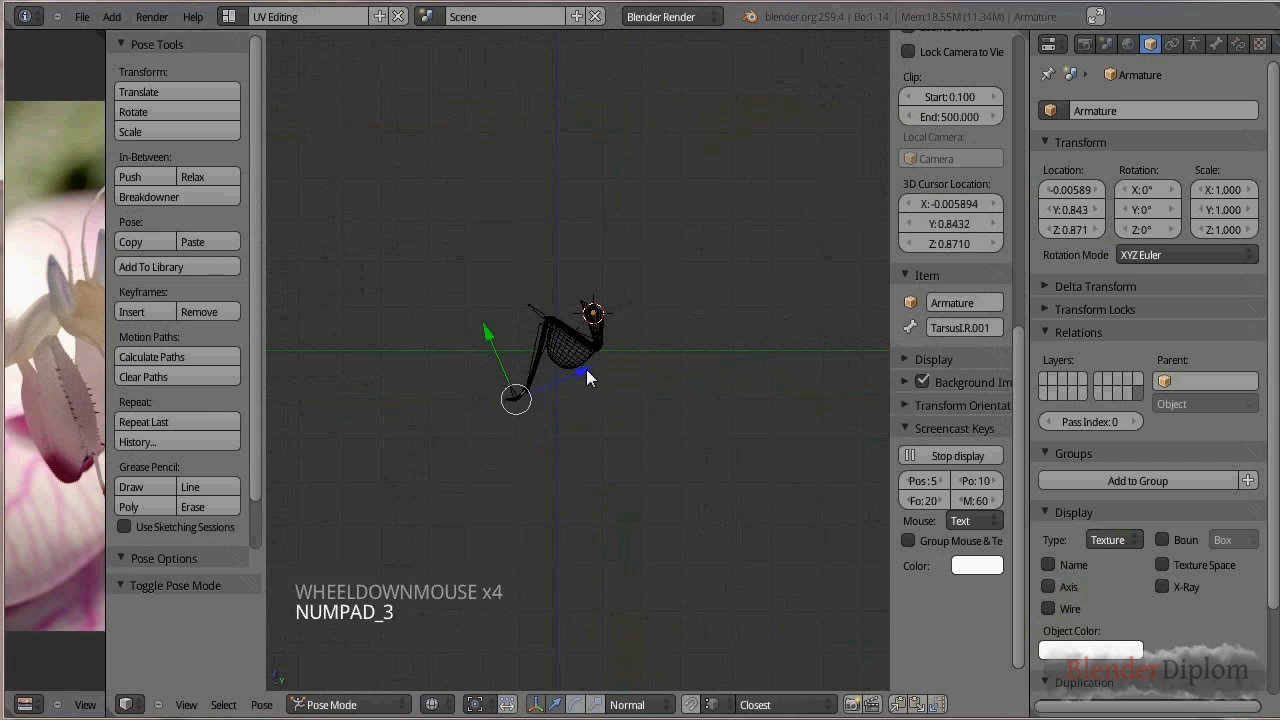 File Add Render Help UV Editing Scene Blender Render blender.org 259.4 | Bo:1-14 | Mem:18.55M (11.34M) | Armature
Pose Tools
Transform:
Translate
Rotate
Scale
In-Between:
Push Relax
Breakdowner
Pose:
Copy Paste
Add To Library
Keyframes:
Insert Remove
Motion Paths:
Calculate Paths
Clear Paths
Repeat:
Repeat Last
History...
Grease Pencil:
Draw Line
Poly Erase
Use Sketching Sessions
Pose Options
Toggle Pose Mode
WHEELDOWNMOUSE x4
NUMPAD_3
y
Lock Camera to Vie
Clip:
Start: 0.100
End: 500.000
Local Camera:
Camera
3D Cursor Location:
X: -0.005894
Y: 0.8432
Z: 0.8710
Item
Armature
TarsusI.R.001
Display
Background Im
Transform Orientat
Screencast Keys
Stop display
Pos: 5 Po: 10
Fo: 20 M: 60
Mouse: Text
Group Mouse & Te
Color:
Armature
Armature
Transform
Location: Rotation: Scale:
-0.00589 X: 0° X: 1.000
Y: 0.843 Y: 0° Y: 1.000
Z: 0.871 Z: 0° Z: 1.000
Rotation Mode XYZ Euler
Delta Transform
Transform Locks
Relations
Layers: Parent:
Object
Pass Index: 0
Groups
Add to Group
Display
Type: Texture Boun Box
Name Texture Space
Axis X-Ray
Wire
Object Color:
BlenderDiplom
Duplication
View View Select Pose Pose Mode Normal Closest